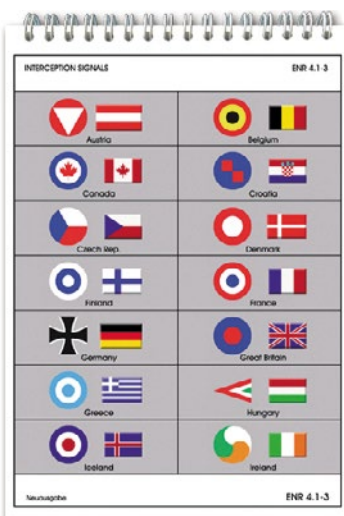 INTERCEPTION SIGNALS ENR 4.1-3
Austria Belgium
Canada Croatia
Czech Rep. Denmark
Finland France
Germany Great Britain
Greece Hungary
Iceland Ireland
Neuausgabe ENR 4.1-3